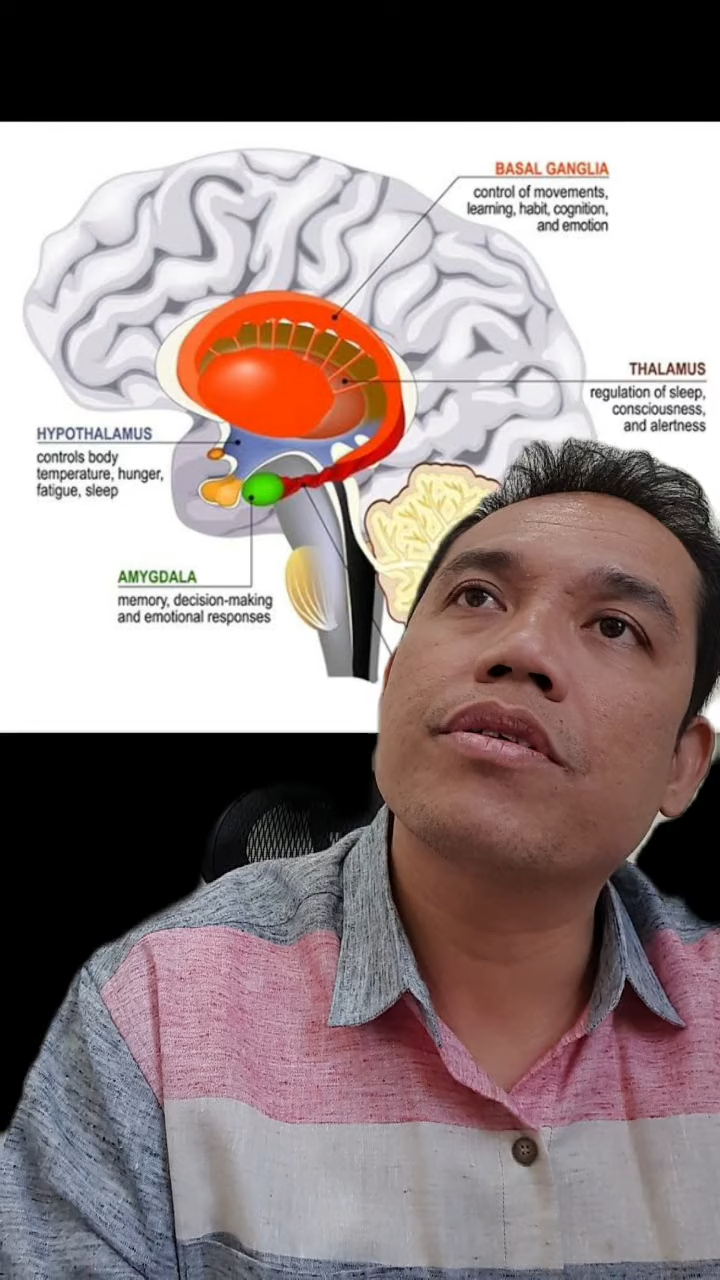 BASAL GANGLIA
control of movements,
learning, habit, cognition,
and emotion
THALAMUS
regulation of sleep,
consciousness,
and alertness
HYPOTHALAMUS
controls body
temperature, hunger,
fatigue, sleep
AMYGDALA
memory, decision-making
and emotional responses